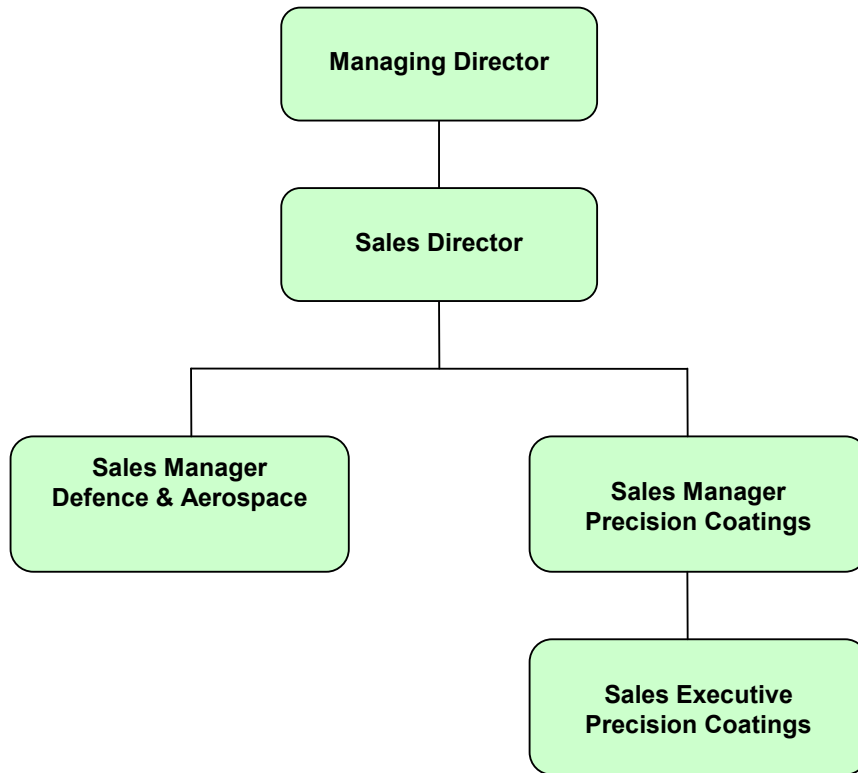 Managing Director
Sales Director
Sales Manager
Defence & Aerospace
Sales Manager
Precision Coatings
Sales Executive
Precision Coatings